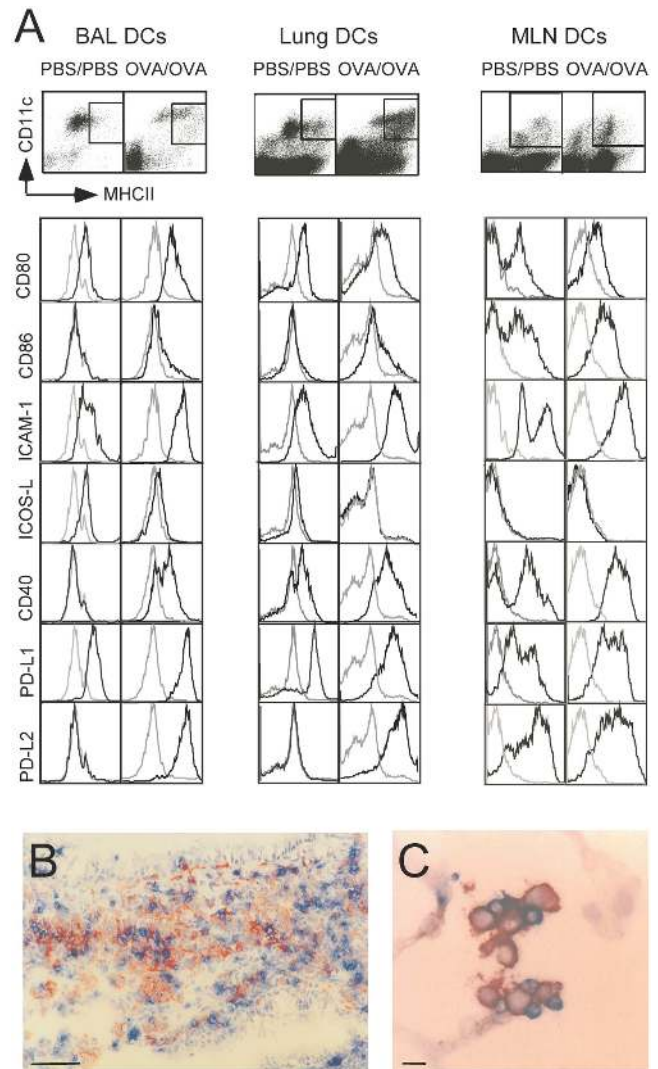 A
BAL DCs Lung DCs MLN DCs
PBS/PBS OVA/OVA PBS/PBS OVA/OVA PBS/PBS OVA/OVA
CD11c
MHCII
CD80
CD86
ICAM-1
ICOS-L
CD40
PD-L1
PD-L2
B C